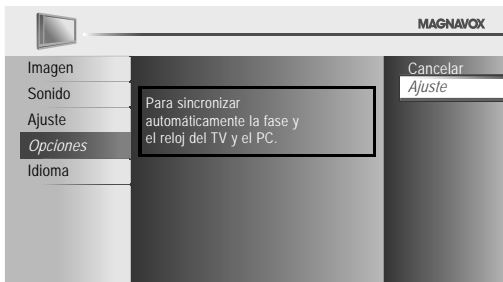 MAGNAVOX
Imagen
Sonido
Ajuste
Opciones
Idioma
Para sincronizar
automáticamente la fase y
el reloj del TV y el PC.
Cancelar
Ajuste